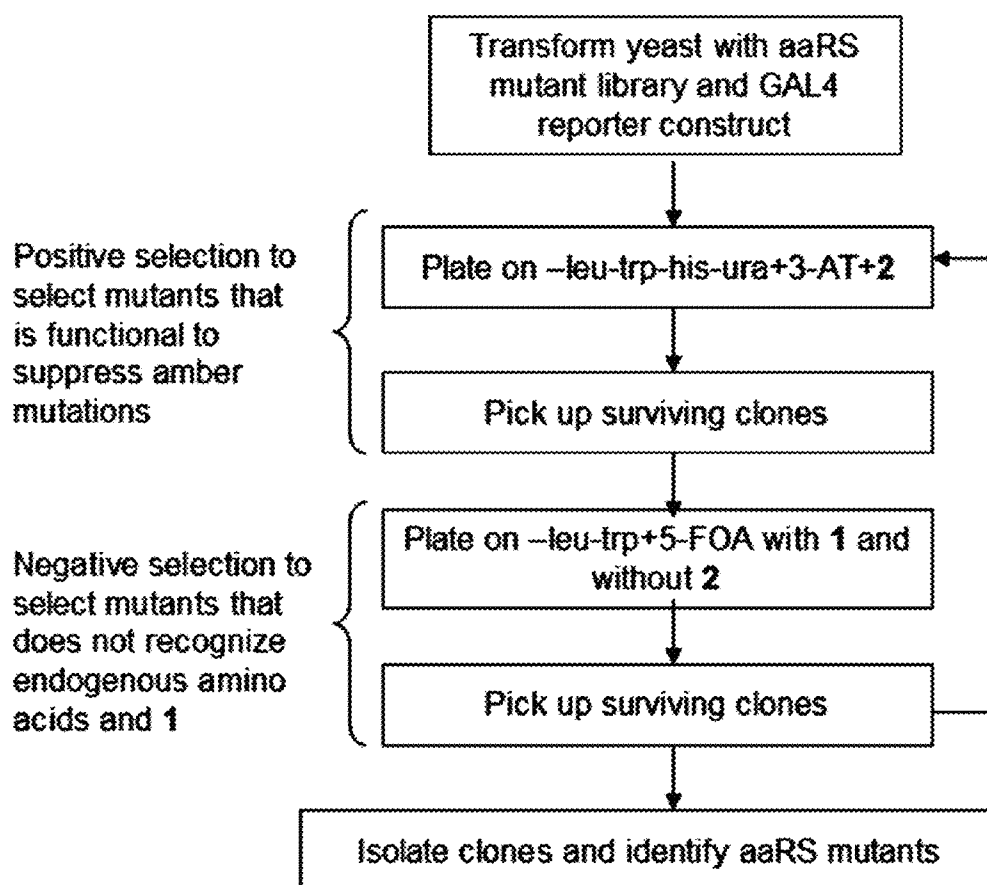 Transform yeast with aaRS
mutant library and GAL4
reporter construct
Positive selection to
select mutants that
is functional to
suppress amber
mutations
Plate on –leu-trp-his-ura+3-AT+2
Pick up surviving clones
Negative selection to
select mutants that
does not recognize
endogenous amino
acids and 1
Plate on –leu-trp+5-FOA with 1 and
without 2
Pick up surviving clones
Isolate clones and identify aaRS mutants